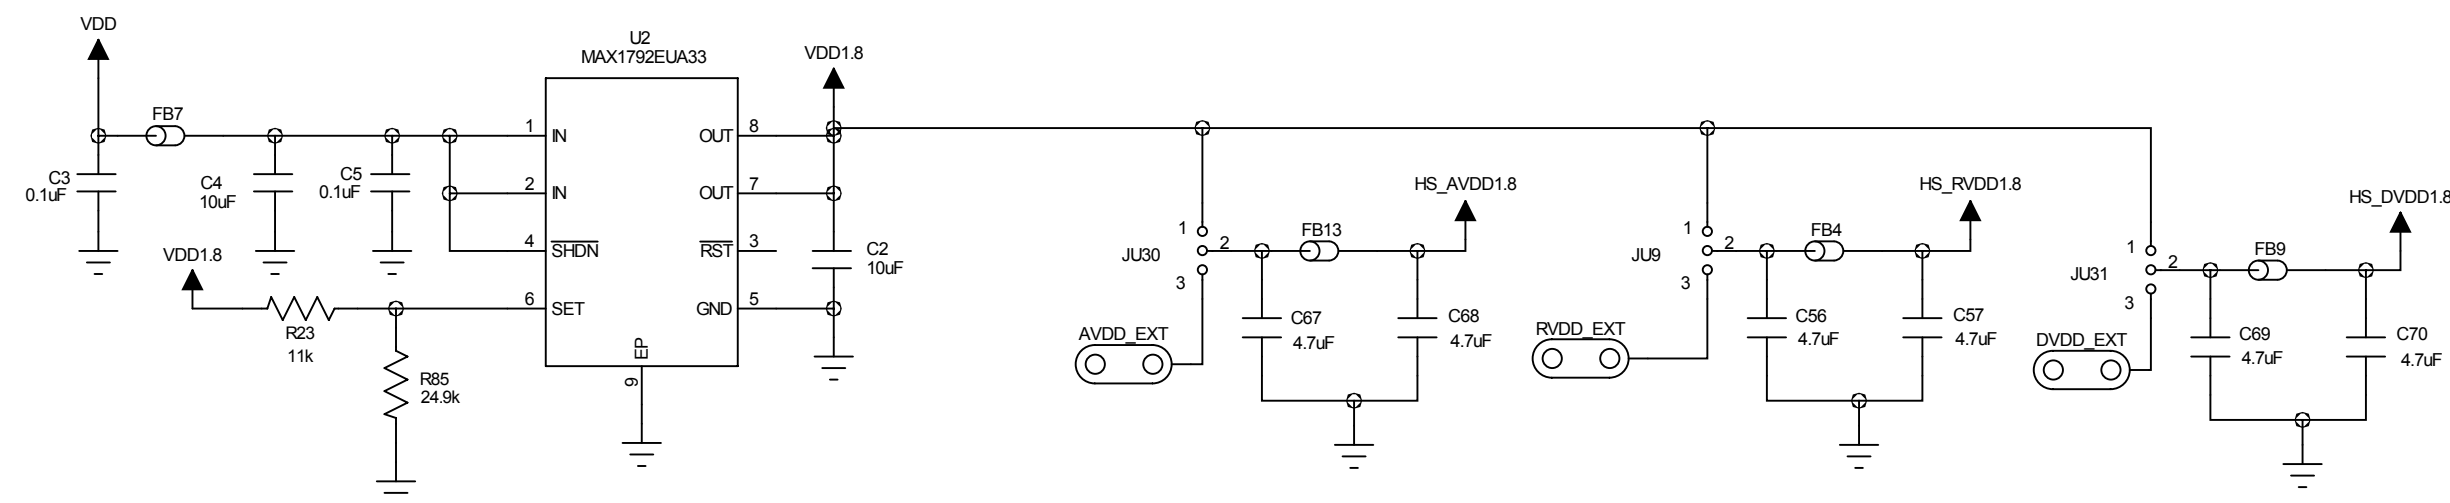 VDD
FB7
C3
0.1uF
C4
10uF
C5
0.1uF
VDD1.8
R23
11k
R85
24.9k
U2
MAX1792EUA33
1 IN
2 IN
4 SHDN
6 SET
OUT 8
OUT 7
RST 3
GND 5
EP
9
VDD1.8
C2
10uF
1
2
3
JU30
AVDD_EXT
FB13
HS_AVDD1.8
C67
4.7uF
C68
4.7uF
1
2
3
JU9
RVDD_EXT
FB4
HS_RVDD1.8
C56
4.7uF
C57
4.7uF
1
2
3
JU31
DVDD_EXT
FB9
HS_DVDD1.8
C69
4.7uF
C70
4.7uF